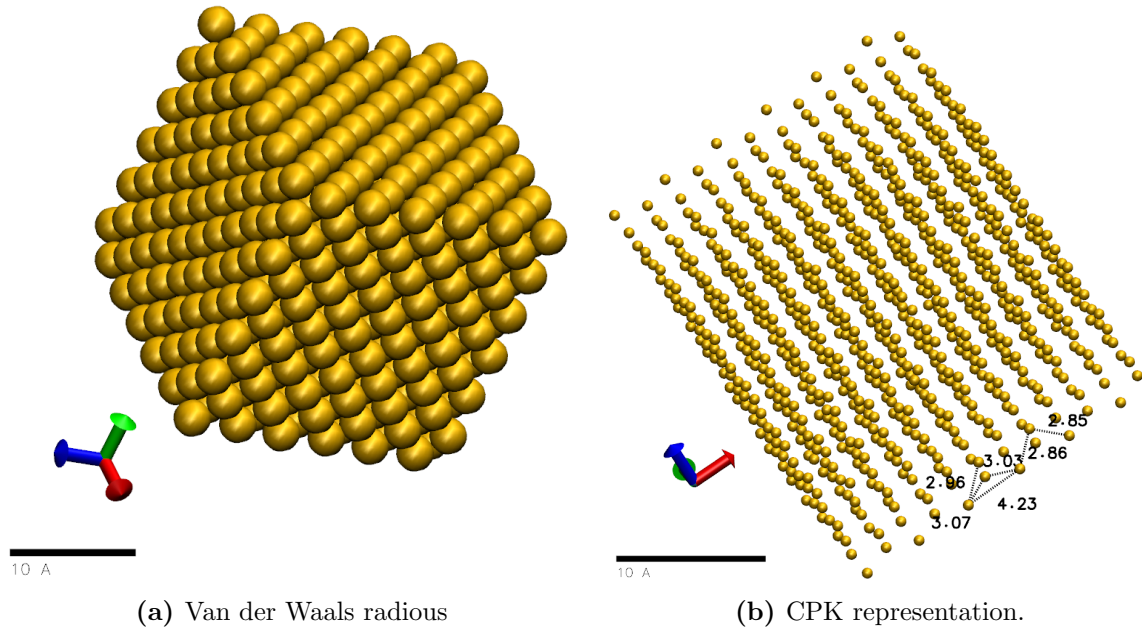 2.85
3.03
2.86
2.96
4.23
3.07
10 A
10 A
(a) Van der Waals radious
(b) CPK representation.